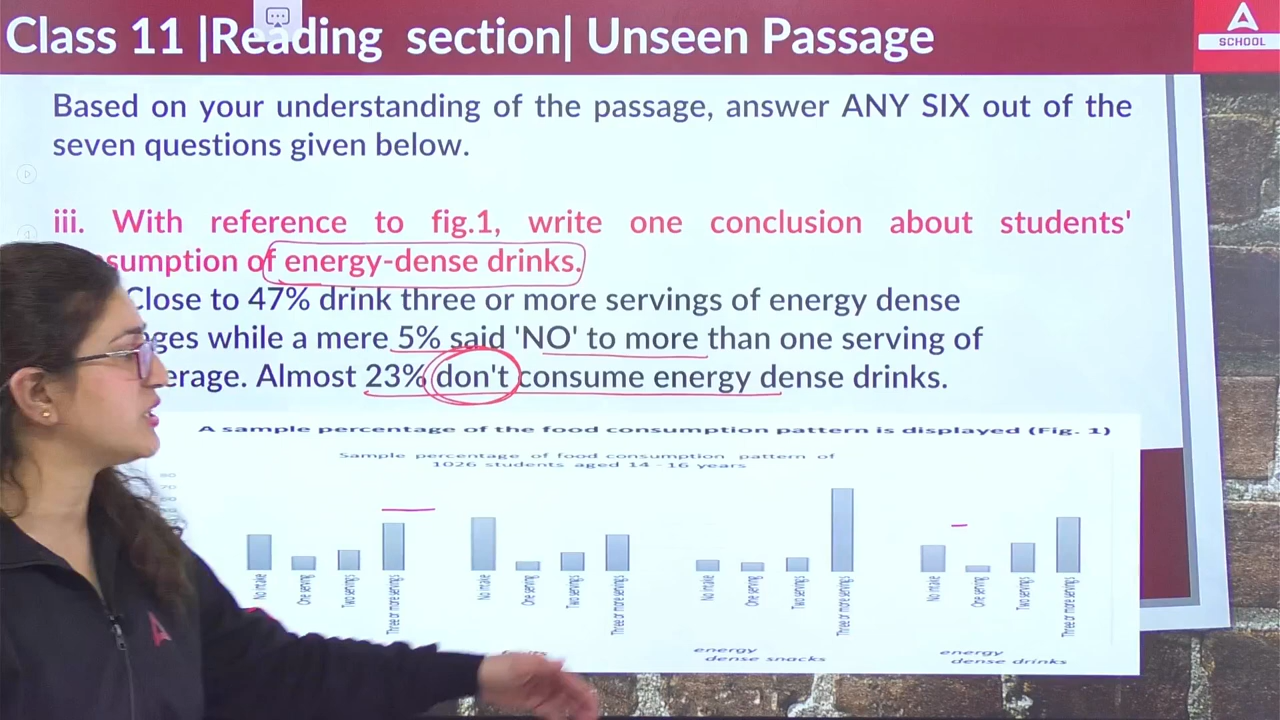 Class 11 |Reading section| Unseen Passage
SCHOOL
Based on your understanding of the passage, answer ANY SIX out of the
seven questions given below.
iii. With reference to fig.1, write one conclusion about students'
of energy-dense drinks.
Close to 47% drink three or more servings of energy dense
while a mere 5% said 'NO' to more than one serving of
Almost 23% don't consume energy dense drinks.
A sample percentage of the food consumption pattern is displayed (Fig. 1)
Sample percentage of food consumption pattern of
1026 students aged 14 - 16 years
80
70
No intake
One serving
Two servings
Three or more servings
No intake
One serving
Two servings
Three or more servings
No intake
One serving
Two servings
Three or more servings
No intake
One serving
Two servings
Three or more servings
fruits
energy
dense snacks
energy
dense drinks